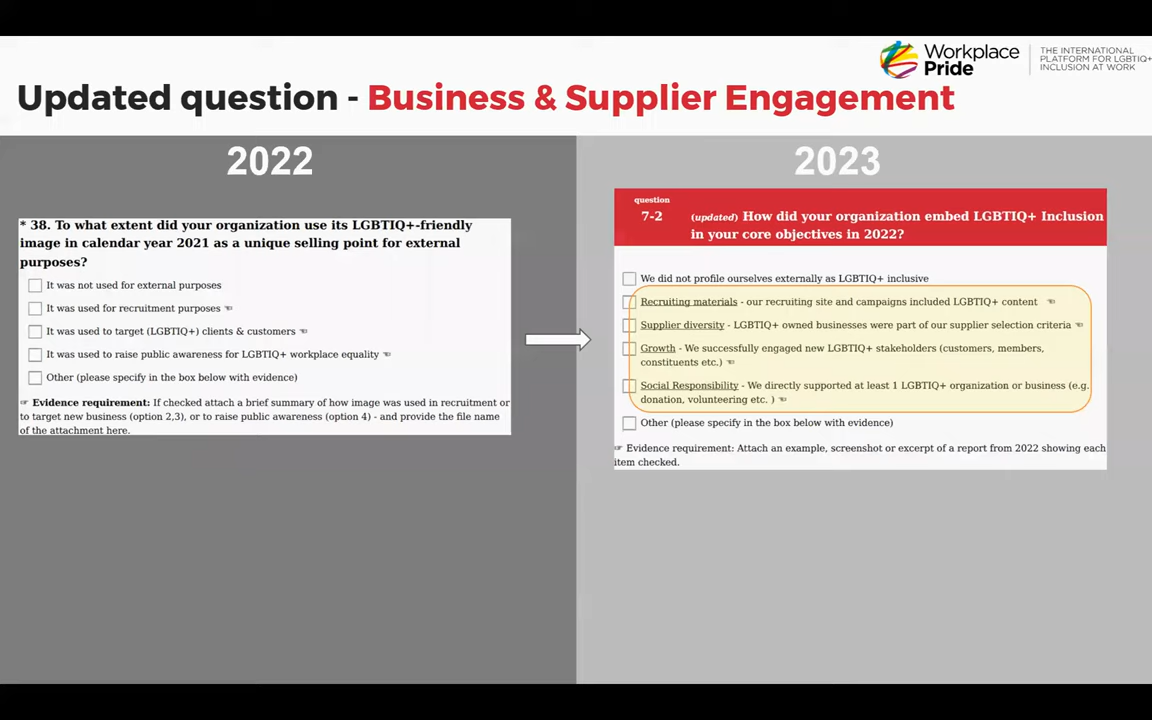 Workplace
Pride
THE INTERNATIONAL
PLATFORM FOR LGBTIQ+
INCLUSION AT WORK
Updated question - Business & Supplier Engagement
2022
* 38. To what extent did your organization use its LGBTIQ+-friendly
image in calendar year 2021 as a unique selling point for external
purposes?
It was not used for external purposes
It was used for recruitment purposes ☜
It was used to target (LGBTIQ+) clients & customers ☜
It was used to raise public awareness for LGBTIQ+ workplace equality ☜
Other (please specify in the box below with evidence)
☞ Evidence requirement: If checked attach a brief summary of how image was used in recruitment or
to target new business (option 2,3), or to raise public awareness (option 4) - and provide the file name
of the attachment here.
2023
question
7-2
(updated) How did your organization embed LGBTIQ+ Inclusion
in your core objectives in 2022?
We did not profile ourselves externally as LGBTIQ+ inclusive
Recruiting materials - our recruiting site and campaigns included LGBTIQ+ content ☜
Supplier diversity - LGBTIQ+ owned businesses were part of our supplier selection criteria ☜
Growth - We successfully engaged new LGBTIQ+ stakeholders (customers, members,
constituents etc.) ☜
Social Responsibility - We directly supported at least 1 LGBTIQ+ organization or business (e.g.
donation, volunteering etc. ) ☜
Other (please specify in the box below with evidence)
☞ Evidence requirement: Attach an example, screenshot or excerpt of a report from 2022 showing each
item checked.